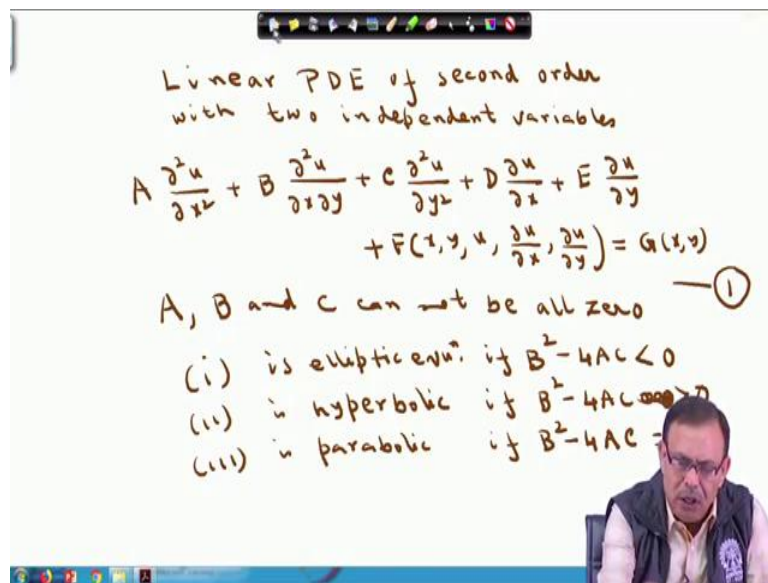 Linear PDE of second order
with two independent variables
A ∂²u/∂x² + B ∂²u/∂x∂y + C ∂²u/∂y² + D ∂u/∂x + E ∂u/∂y
+ F(x, y, u, ∂u/∂x, ∂u/∂y) = G(x,y)
— ①
A, B and C can not be all zero
(i) is elliptic eqnⁿ. if B² - 4AC < 0
(ii) is hyperbolic if B² - 4AC > 0
(iii) is parabolic if B² - 4AC =